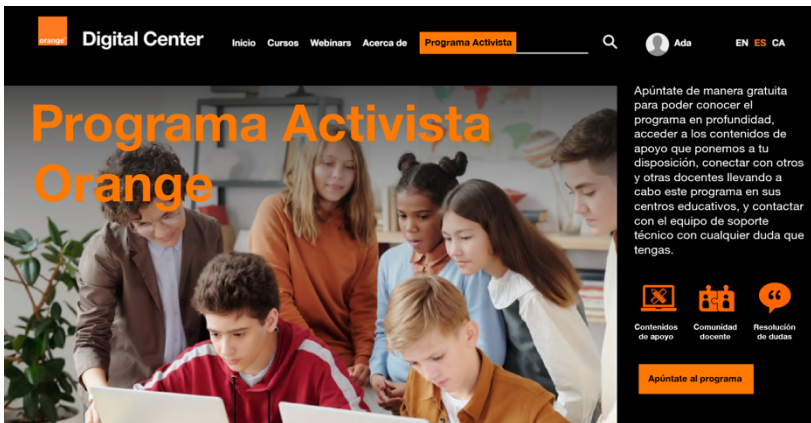 orange
Digital Center
Inicio Cursos Webinars Acerca de Programa Activista
Ada
EN ES CA
Programa Activista
Orange
Apúntate de manera gratuita
para poder conocer el
programa en profundidad,
acceder a los contenidos de
apoyo que ponemos a tu
disposición, conectar con otros
y otras docentes llevando a
cabo este programa en sus
centros educativos, y contactar
con el equipo de soporte
técnico con cualquier duda que
tengas.
Contenidos
de apoyo
Comunidad
docente
Resolución
de dudas
Apúntate al programa